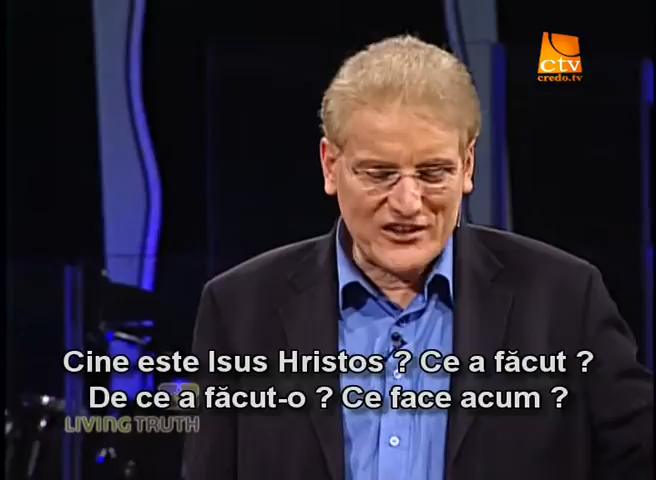 ctv
credo.tv
Cine este Isus Hristos ? Ce a făcut ?
De ce a făcut-o ? Ce face acum ?
LIVING TRUTH